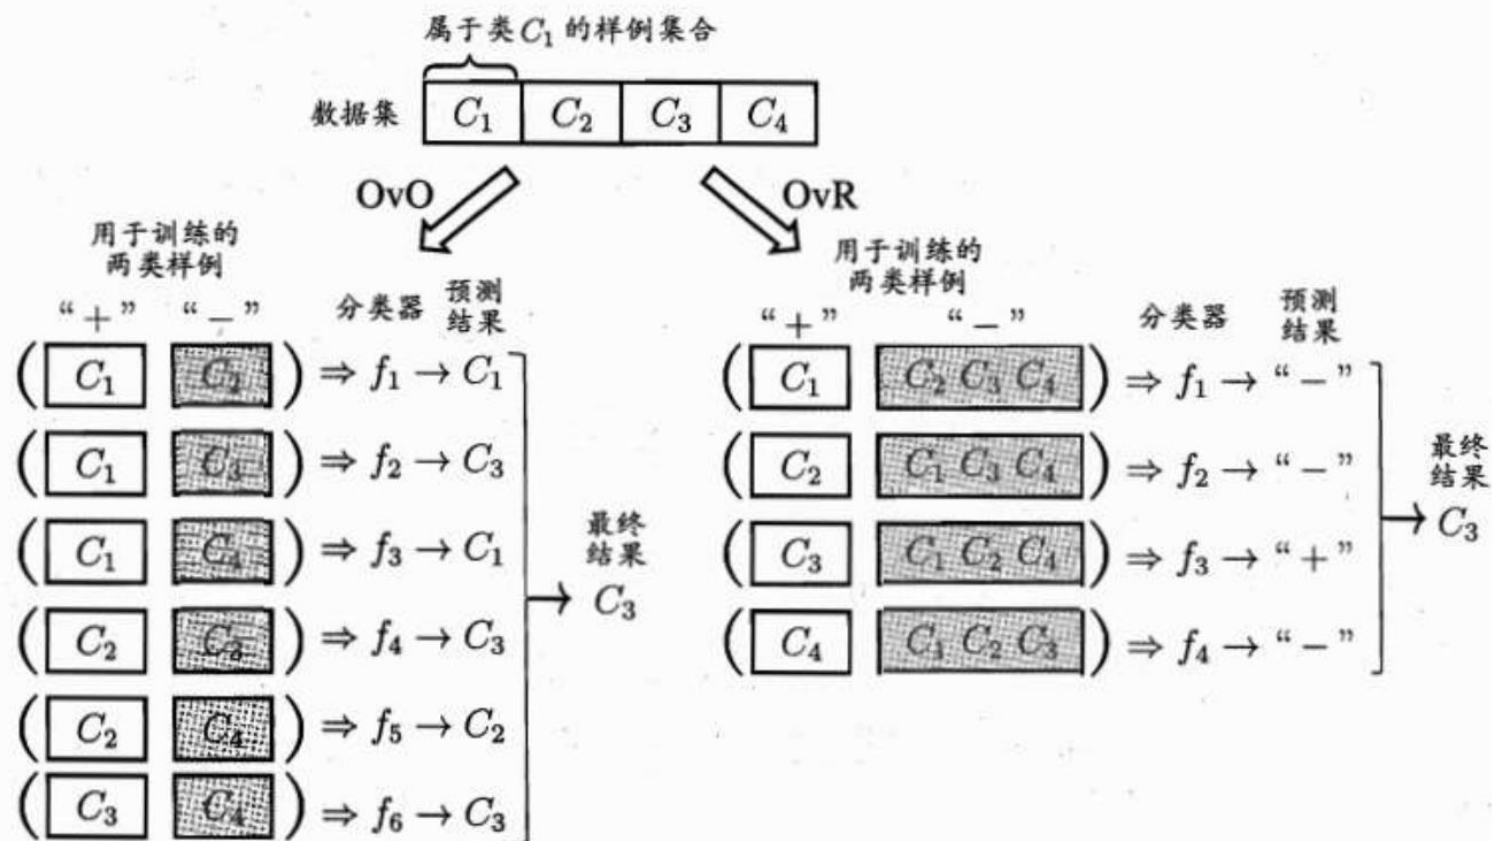 属于类C₁的样例集合
数据集 C₁ C₂ C₃ C₄
OvO
用于训练的
两类样例
“+” “−” 分类器 预测
结果
( C₁ C₂ ) ⇒ f₁ → C₁
( C₁ C₃ ) ⇒ f₂ → C₃
( C₁ C₄ ) ⇒ f₃ → C₁
( C₂ C₃ ) ⇒ f₄ → C₃
( C₂ C₄ ) ⇒ f₅ → C₂
( C₃ C₄ ) ⇒ f₆ → C₃
最终
结果
→ C₃
OvR
用于训练的
两类样例
“+” “−” 分类器 预测
结果
( C₁ C₂ C₃ C₄ ) ⇒ f₁ → “−”
( C₂ C₁ C₃ C₄ ) ⇒ f₂ → “−”
( C₃ C₁ C₂ C₄ ) ⇒ f₃ → “+”
( C₄ C₁ C₂ C₃ ) ⇒ f₄ → “−”
最终
结果
→ C₃